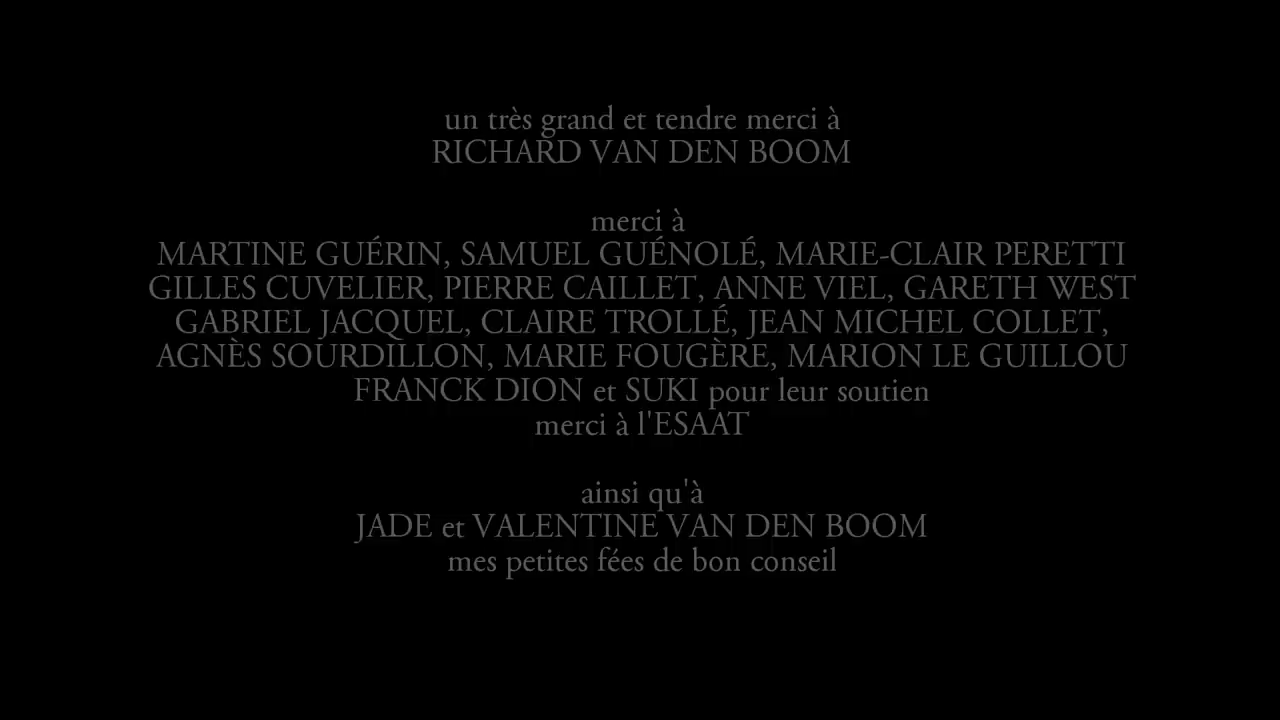 un très grand et tendre merci à
RICHARD VAN DEN BOOM
merci à
MARTINE GUÉRIN, SAMUEL GUÉNOLÉ, MARIE-CLAIR PERETTI
GILLES CUVELIER, PIERRE CAILLET, ANNE VIEL, GARETH WEST
GABRIEL JACQUEL, CLAIRE TROLLÉ, JEAN MICHEL COLLET,
AGNÈS SOURDILLON, MARIE FOUGÈRE, MARION LE GUILLOU
FRANCK DION et SUKI pour leur soutien
merci à l'ESAAT
ainsi qu'à
JADE et VALENTINE VAN DEN BOOM
mes petites fées de bon conseil